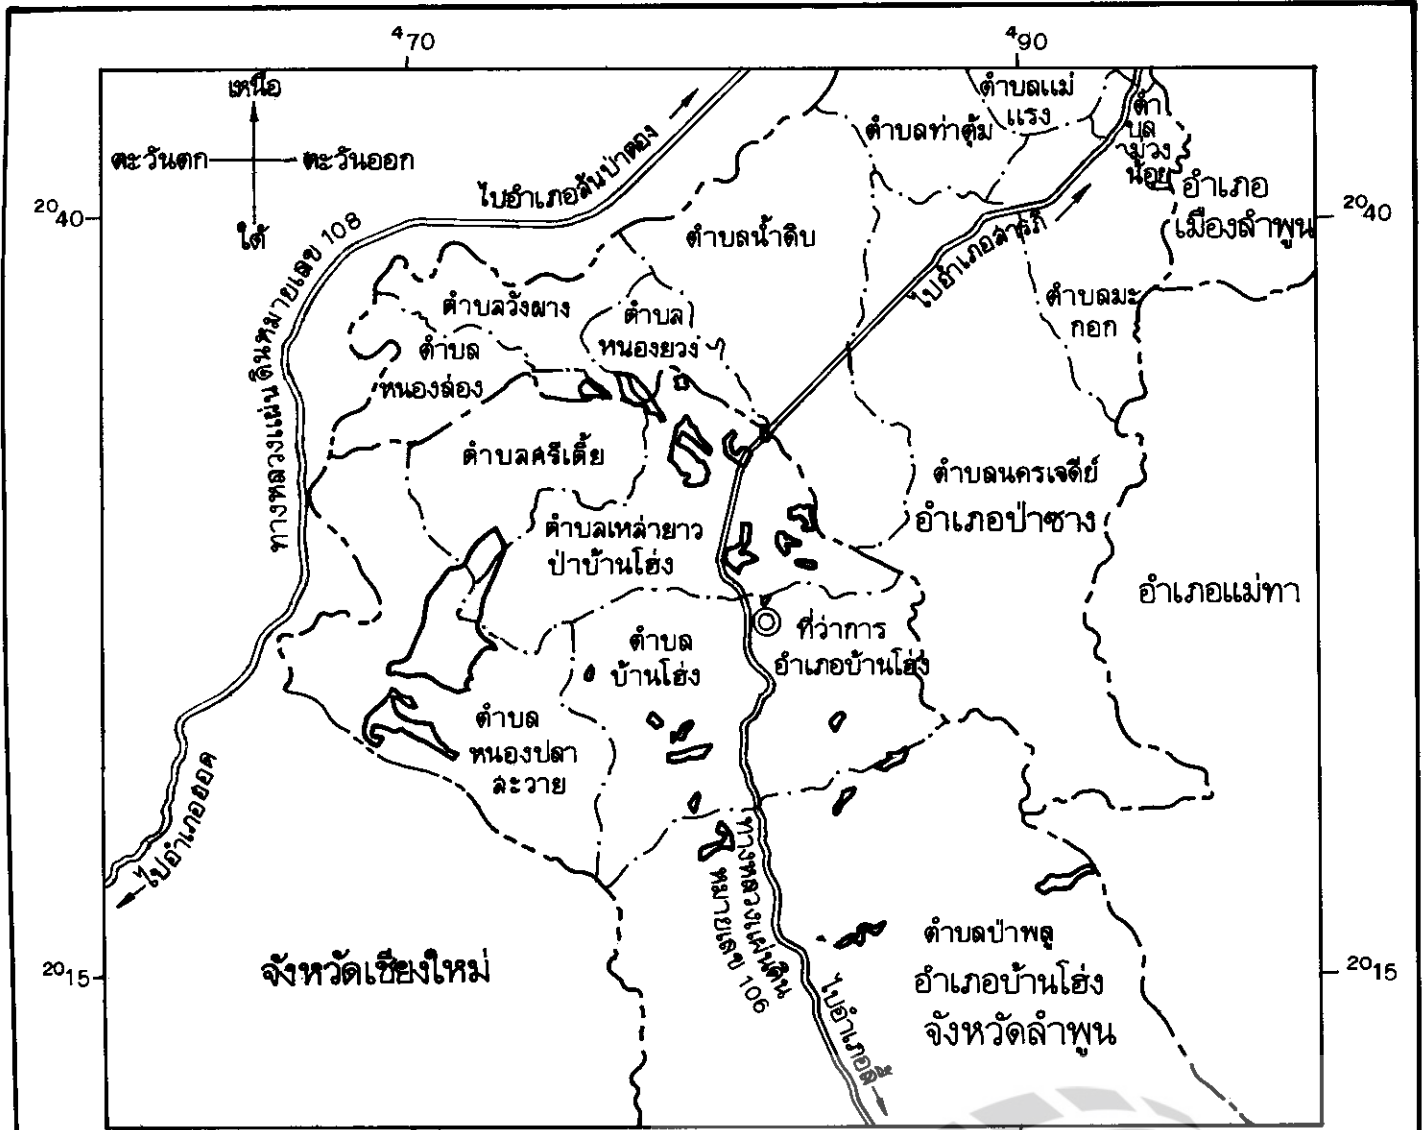 470
490
เหนือ
ตะวันตก
ตะวันออก
ใต้
2040
2040
ไปอำเภอสันป่าตอง
ทางหลวงแผ่นดินหมายเลข 108
ตำบลแม่
แรง
ตำบลท่าตุ้ม
ตำ
บล
ม่วง
น้อย
อำเภอ
เมืองลำพูน
ตำบลน้ำดิบ
ไปอำเภอสารภี
ตำบลวังผาง
ตำบล
หนองยวง
ตำบลมะ
กอก
ตำบล
หนองล่อง
ตำบลศรีเตี้ย
ตำบลนครเจดีย์
อำเภอป่าซาง
ตำบลเหล่ายาว
ป่าบ้านโฮ่ง
อำเภอแม่ทา
ที่ว่าการ
อำเภอบ้านโฮ่ง
ตำบล
บ้านโฮ่ง
ตำบล
หนองปลา
สะวาย
ไปอำเภอฮอด
ทางหลวงแผ่นดิน
หมายเลข 106
ตำบลป่าพลู
อำเภอบ้านโฮ่ง
จังหวัดลำพูน
จังหวัดเชียงใหม่
2015
2015
ไปอำเภอลี้